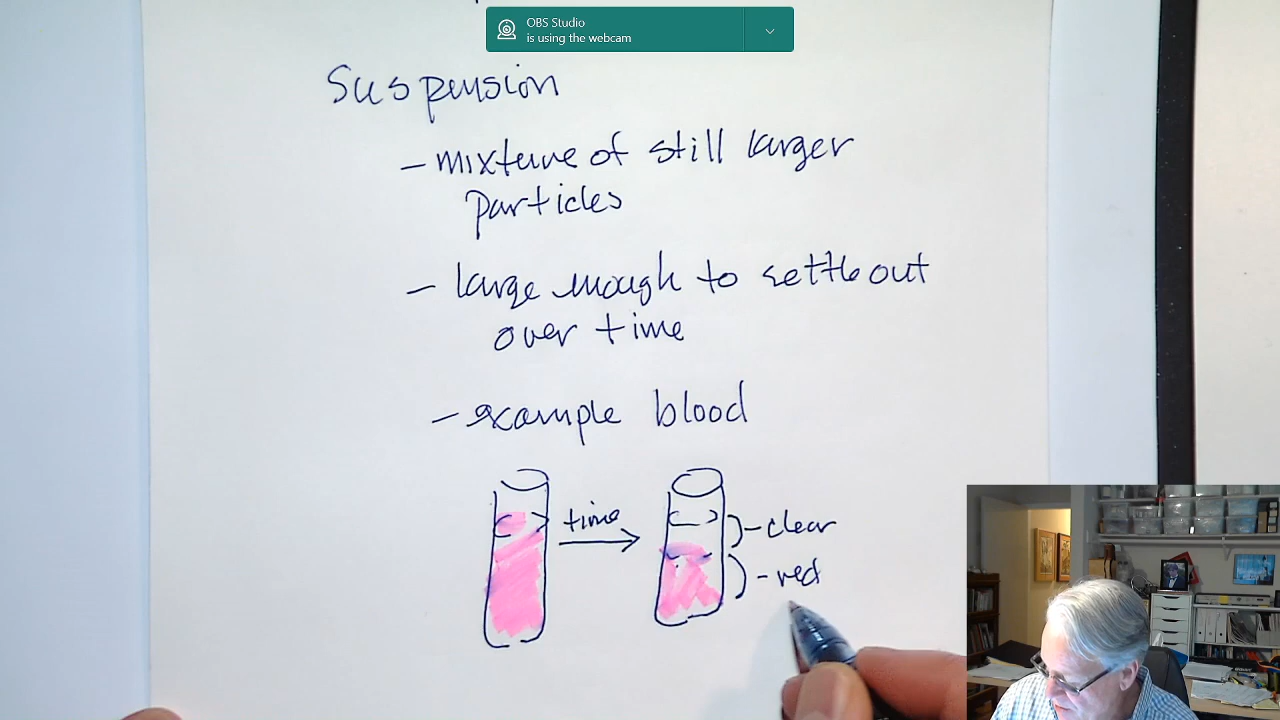 OBS Studio
is using the webcam
Suspension
- mixture of still larger
particles
- large enough to settle out
over time
- example blood
time
- clear
- red